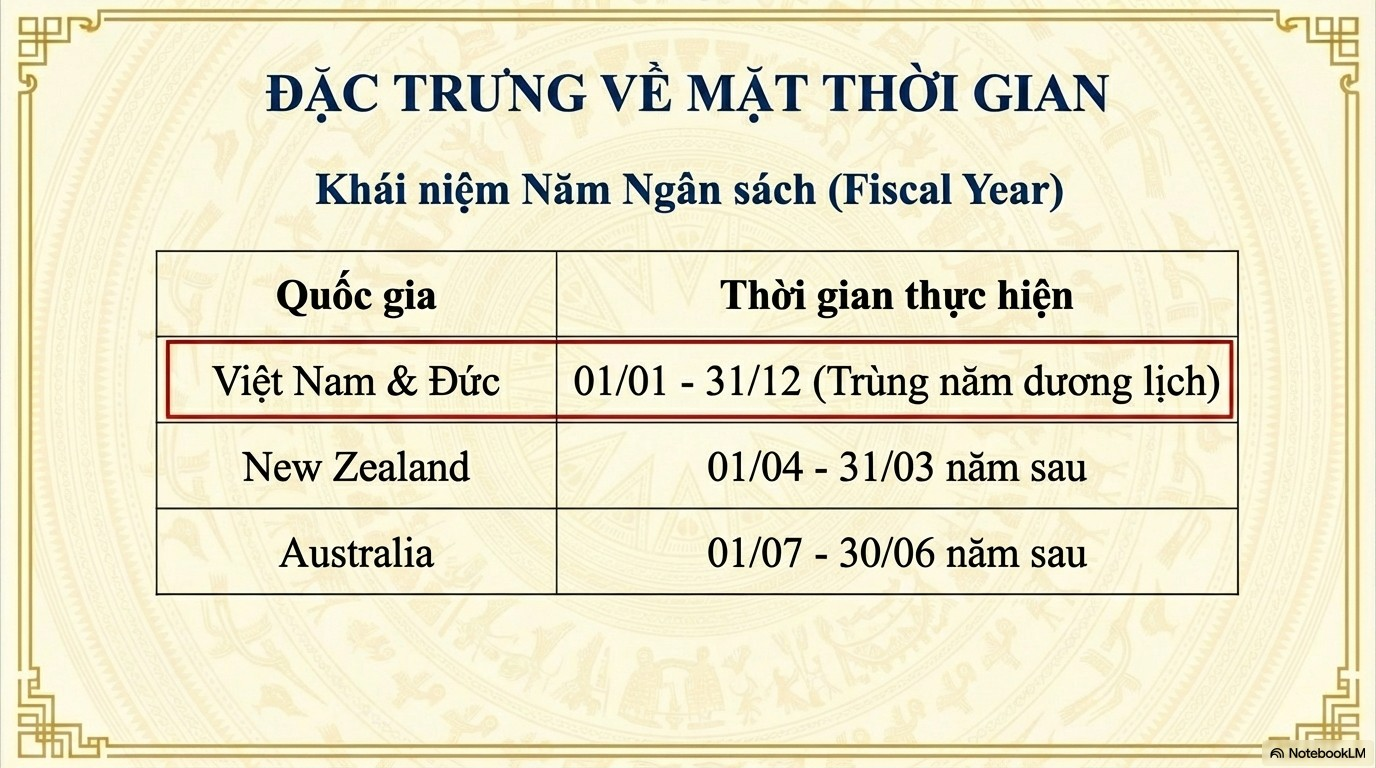 ĐẶC TRƯNG VỀ MẶT THỜI GIAN
Khái niệm Năm Ngân sách (Fiscal Year)
Quốc gia Thời gian thực hiện
Việt Nam & Đức 01/01 - 31/12 (Trùng năm dương lịch)
New Zealand 01/04 - 31/03 năm sau
Australia 01/07 - 30/06 năm sau
NotebookLM